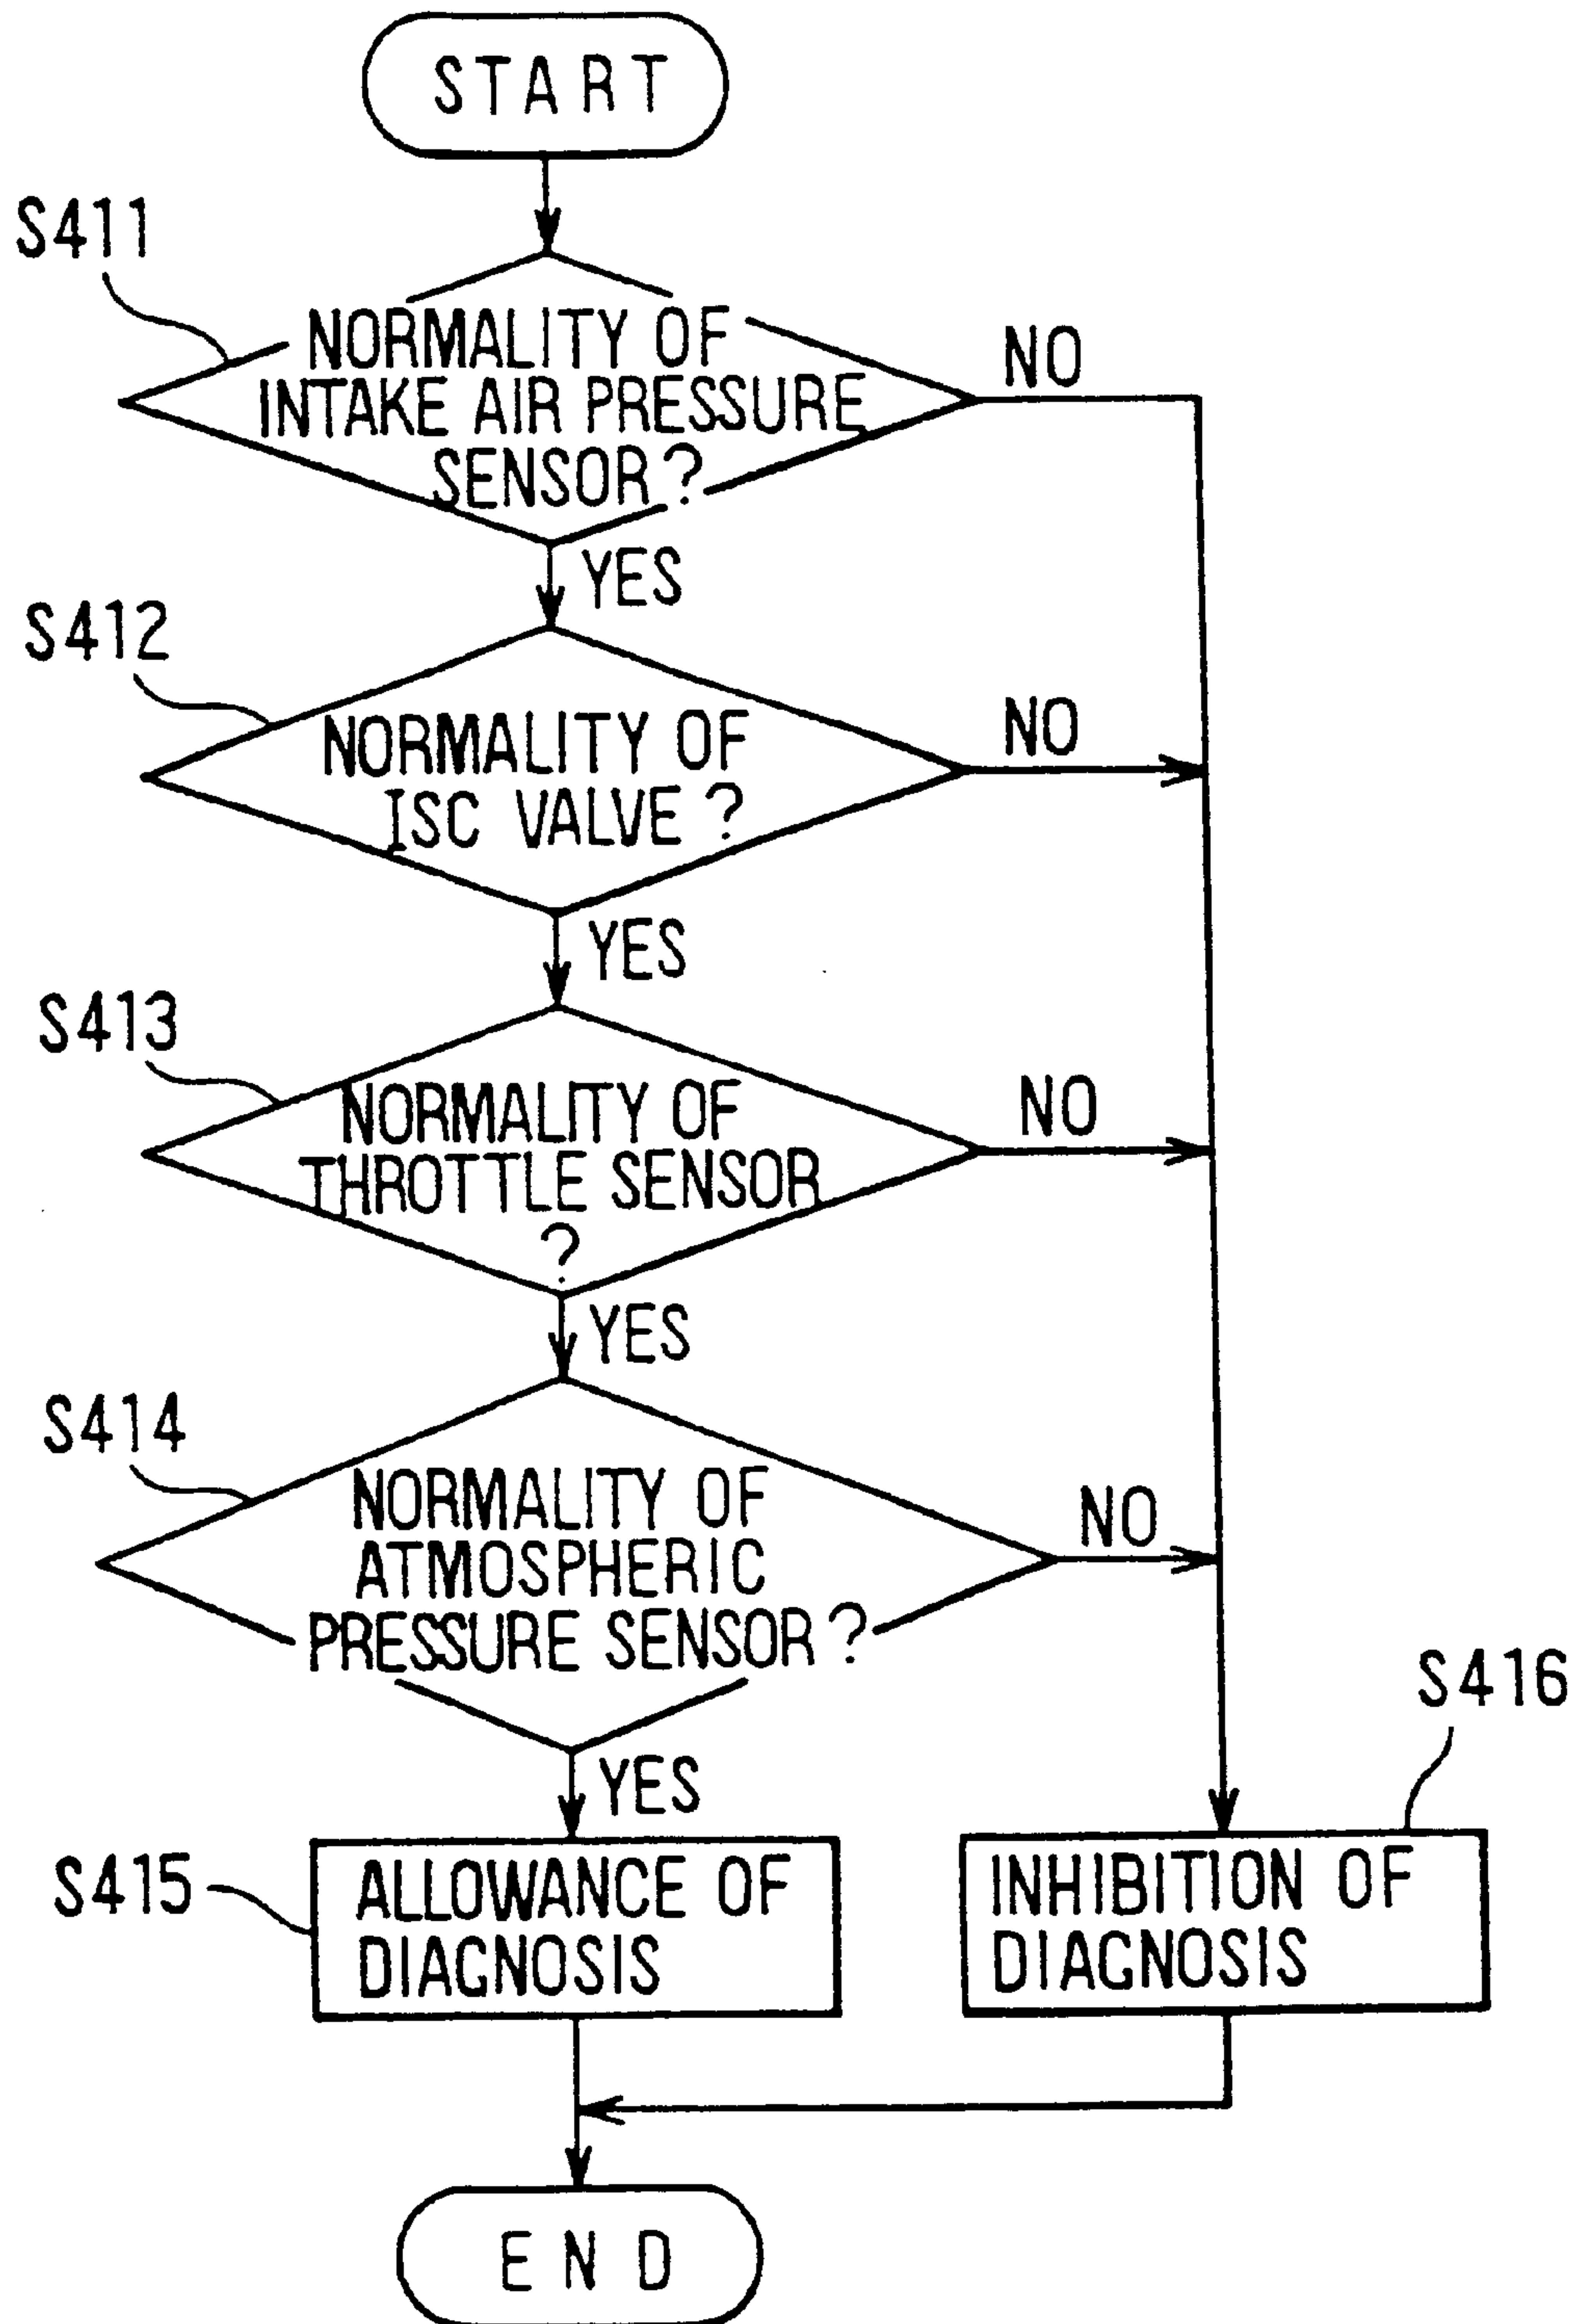 START
S411
NORMALITY OF
INTAKE AIR PRESSURE
SENSOR?
NO
YES
S412
NORMALITY OF
ISC VALVE?
NO
YES
S413
NORMALITY OF
THROTTLE SENSOR
?
NO
YES
S414
NORMALITY OF
ATMOSPHERIC
PRESSURE SENSOR?
NO
YES
S415
ALLOWANCE OF
DIAGNOSIS
S416
INHIBITION OF
DIAGNOSIS
END